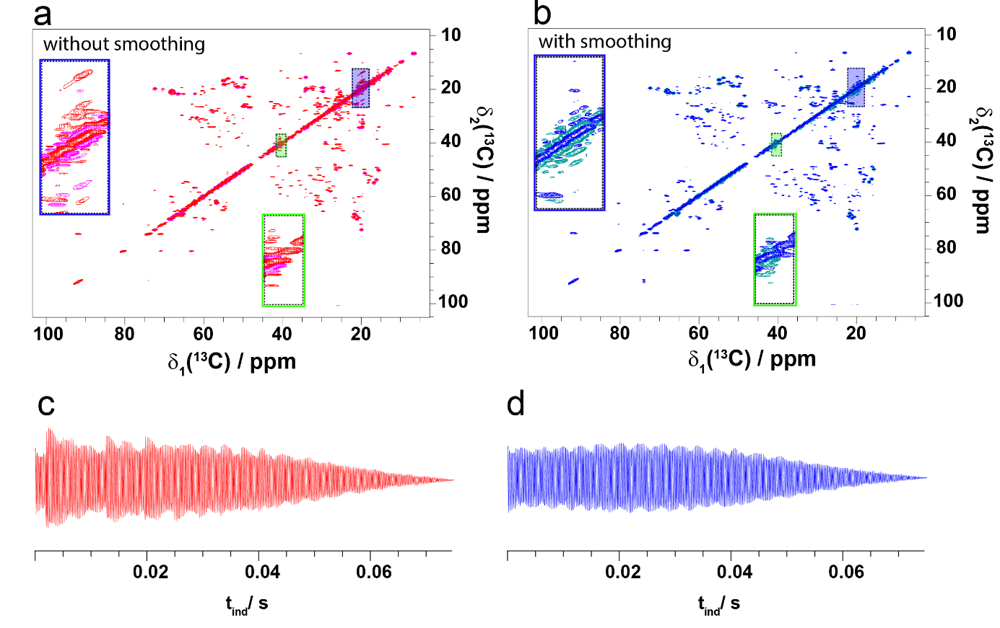 a
without smoothing
10
20
40
60
80
100
δ2(13C) / ppm
100 80 60 40 20
δ1(13C) / ppm
b
with smoothing
10
20
40
60
80
100
δ2(13C) / ppm
100 80 60 40 20
δ1(13C) / ppm
c
0.02 0.04 0.06
tind/ s
d
0.02 0.04 0.06
tind/ s